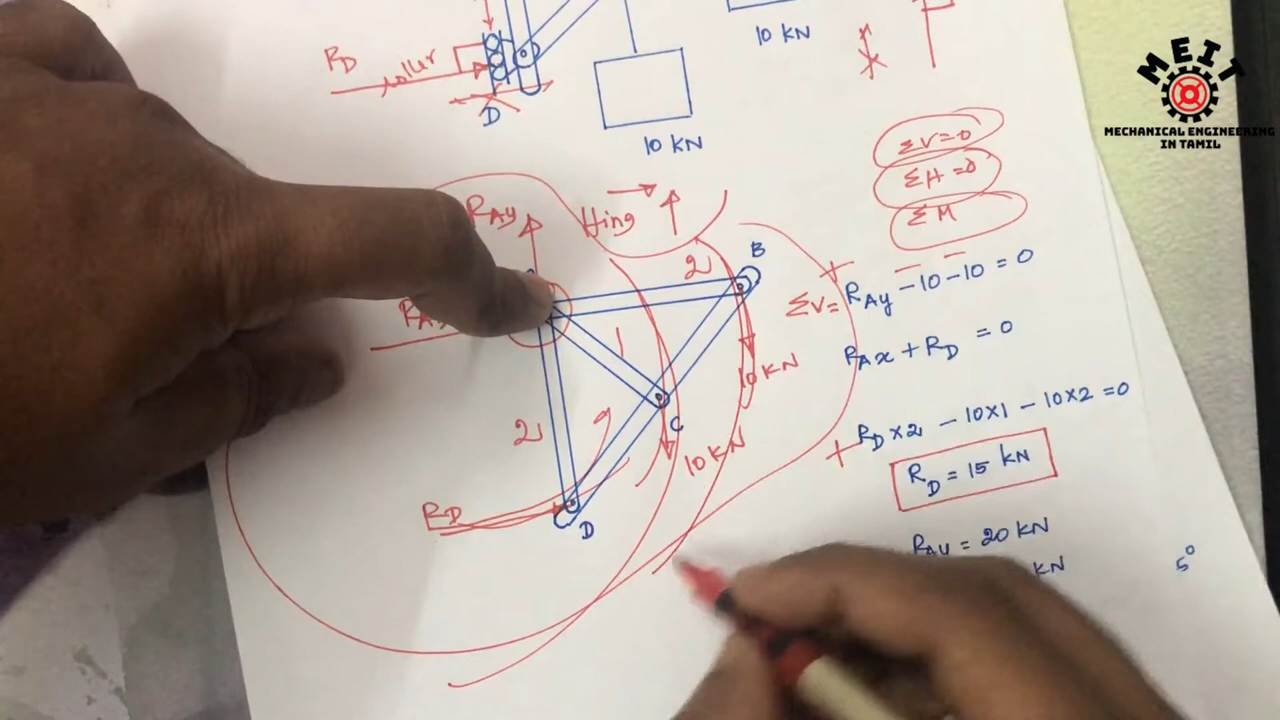 RD roller
D
10 KN
10 KN
MEIT
MECHANICAL ENGINEERING
IN TAMIL
ΣV=0
ΣH=0
ΣM
RAy
Hing
B
2
1
2
10 KN
C
10 KN
RD
D
ΣV= RAy -10 -10 = 0
RAx + RD = 0
RD×2 - 10×1 - 10×2 = 0
RD = 15 KN
RAy = 20 KN
KN
5°